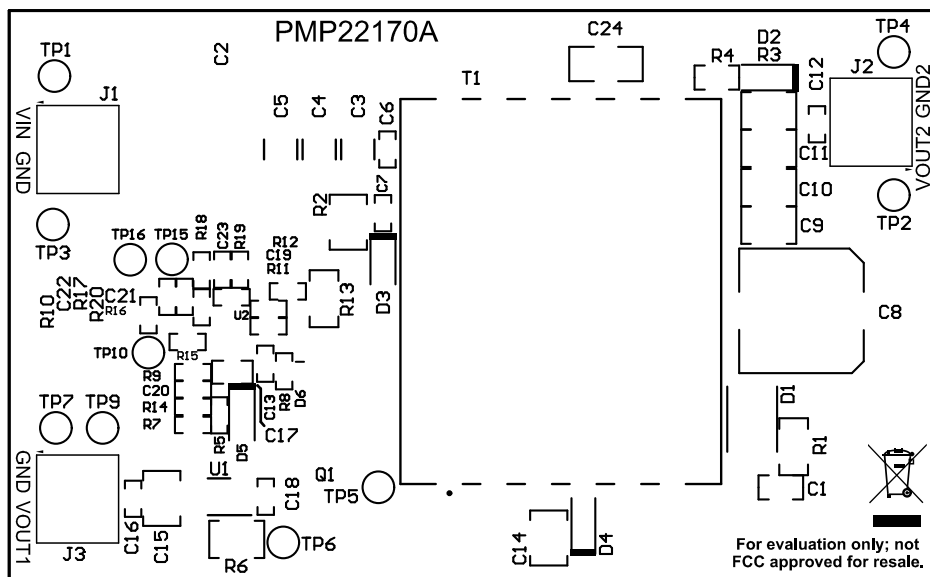 PMP22170A
TP1
C2
C24
D2
TP4
R4
R3
C12
J2
J1
T1
VIN GND
C5
C4
C3
C6
VOUT2 GND2
C11
C7
C10
R2
TP2
TP3
C9
TP16
TP15
R18
C23
R19
R12
C19
R11
R10
C22
R17
R20
C21
R16
U2
R13
D3
C8
TP10
R15
R9
C20
R14
R7
C13
R8
D6
D1
TP7
TP9
R5
D5
C17
R1
GND VOUT1
U1
Q1
TP5
C18
C1
C16
C15
J3
R6
TP6
C14
D4
For evaluation only; not
FCC approved for resale.